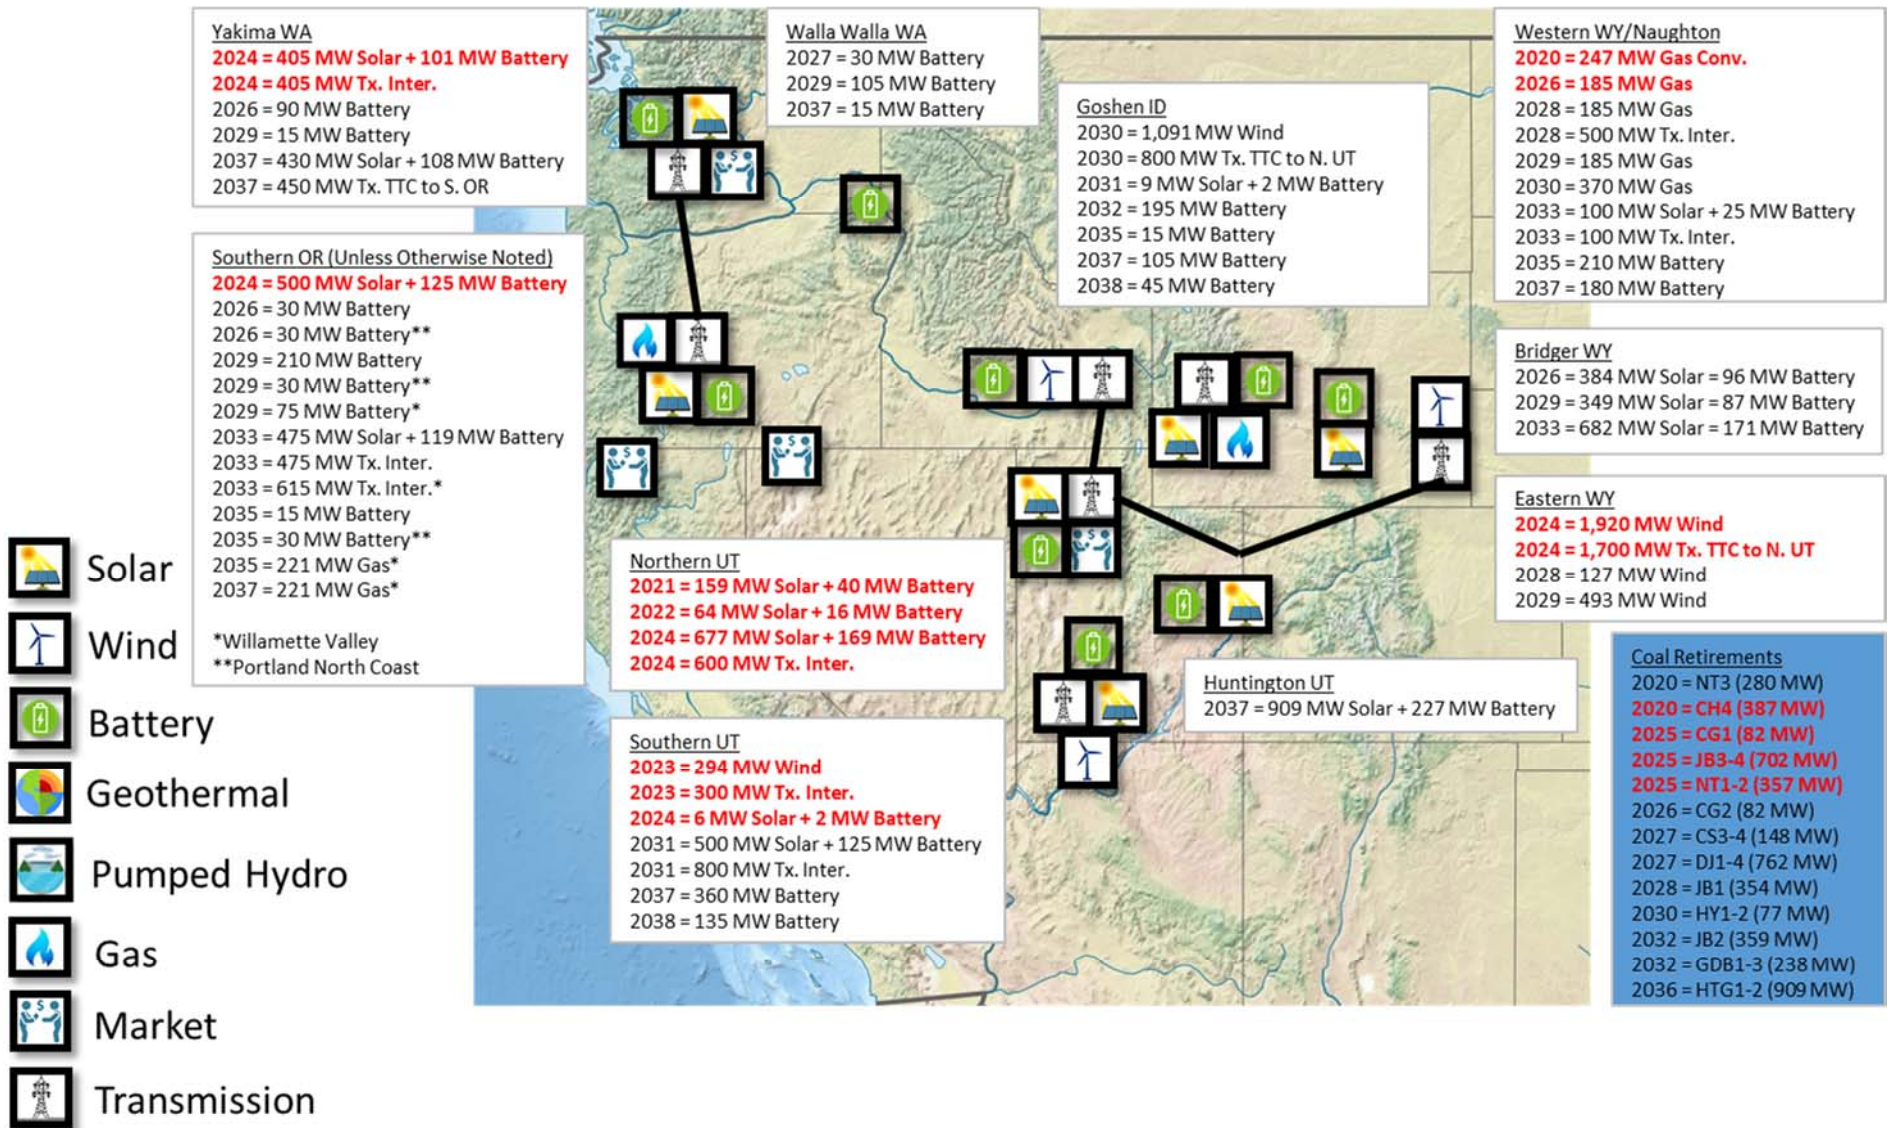 Yakima WA
2024 = 405 MW Solar + 101 MW Battery
2024 = 405 MW Tx. Inter.
2026 = 90 MW Battery
2029 = 15 MW Battery
2037 = 430 MW Solar + 108 MW Battery
2037 = 450 MW Tx. TTC to S. OR
Walla Walla WA
2027 = 30 MW Battery
2029 = 105 MW Battery
2037 = 15 MW Battery
Goshen ID
2030 = 1,091 MW Wind
2030 = 800 MW Tx. TTC to N. UT
2031 = 9 MW Solar + 2 MW Battery
2032 = 195 MW Battery
2035 = 15 MW Battery
2037 = 105 MW Battery
2038 = 45 MW Battery
Western WY/Naughton
2020 = 247 MW Gas Conv.
2026 = 185 MW Gas
2028 = 185 MW Gas
2028 = 500 MW Tx. Inter.
2029 = 185 MW Gas
2030 = 370 MW Gas
2033 = 100 MW Solar + 25 MW Battery
2033 = 100 MW Tx. Inter.
2035 = 210 MW Battery
2037 = 180 MW Battery
Southern OR (Unless Otherwise Noted)
2024 = 500 MW Solar + 125 MW Battery
2026 = 30 MW Battery
2026 = 30 MW Battery**
2029 = 210 MW Battery
2029 = 30 MW Battery**
2029 = 75 MW Battery*
2033 = 475 MW Solar + 119 MW Battery
2033 = 475 MW Tx. Inter.
2033 = 615 MW Tx. Inter.*
2035 = 15 MW Battery
2035 = 30 MW Battery**
2035 = 221 MW Gas*
2037 = 221 MW Gas*
*Willamette Valley
**Portland North Coast
Bridger WY
2026 = 384 MW Solar = 96 MW Battery
2029 = 349 MW Solar = 87 MW Battery
2033 = 682 MW Solar = 171 MW Battery
Eastern WY
2024 = 1,920 MW Wind
2024 = 1,700 MW Tx. TTC to N. UT
2028 = 127 MW Wind
2029 = 493 MW Wind
Northern UT
2021 = 159 MW Solar + 40 MW Battery
2022 = 64 MW Solar + 16 MW Battery
2024 = 677 MW Solar + 169 MW Battery
2024 = 600 MW Tx. Inter.
Huntington UT
2037 = 909 MW Solar + 227 MW Battery
Southern UT
2023 = 294 MW Wind
2023 = 300 MW Tx. Inter.
2024 = 6 MW Solar + 2 MW Battery
2031 = 500 MW Solar + 125 MW Battery
2031 = 800 MW Tx. Inter.
2037 = 360 MW Battery
2038 = 135 MW Battery
Coal Retirements
2020 = NT3 (280 MW)
2020 = CH4 (387 MW)
2025 = CG1 (82 MW)
2025 = JB3-4 (702 MW)
2025 = NT1-2 (357 MW)
2026 = CG2 (82 MW)
2027 = CS3-4 (148 MW)
2027 = DJ1-4 (762 MW)
2028 = JB1 (354 MW)
2030 = HY1-2 (77 MW)
2032 = JB2 (359 MW)
2032 = GDB1-3 (238 MW)
2036 = HTG1-2 (909 MW)
Solar
Wind
Battery
Geothermal
Pumped Hydro
Gas
Market
Transmission